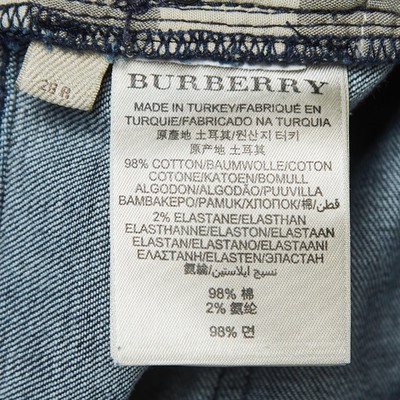 28 R
BURBERRY
MADE IN TURKEY/FABRIQUÉ EN
TURQUIE/FABRICADO NA TURQUIA
原產地 土耳其/원산지 터키
原产地 土耳其
98% COTTON/BAUMWOLLE/COTON
COTONE/KATOEN/BOMULL
ALGODON/ALGODÃO/PUUVILLA
BAMBAKEPO/PAMUK/ХЛОПОК/棉/قطن
2% ELASTANE/ELASTHAN
ELASTHANNE/ELASTON/ELASTANO
ELASTAN/ELASTANO/ELASTAANI
ΕΛΑΣΤΑΝΗ/ELASTEN/ЭЛАСТАН
氨綸/نسيج ايلاستين
98% 棉
2% 氨纶
98% 면